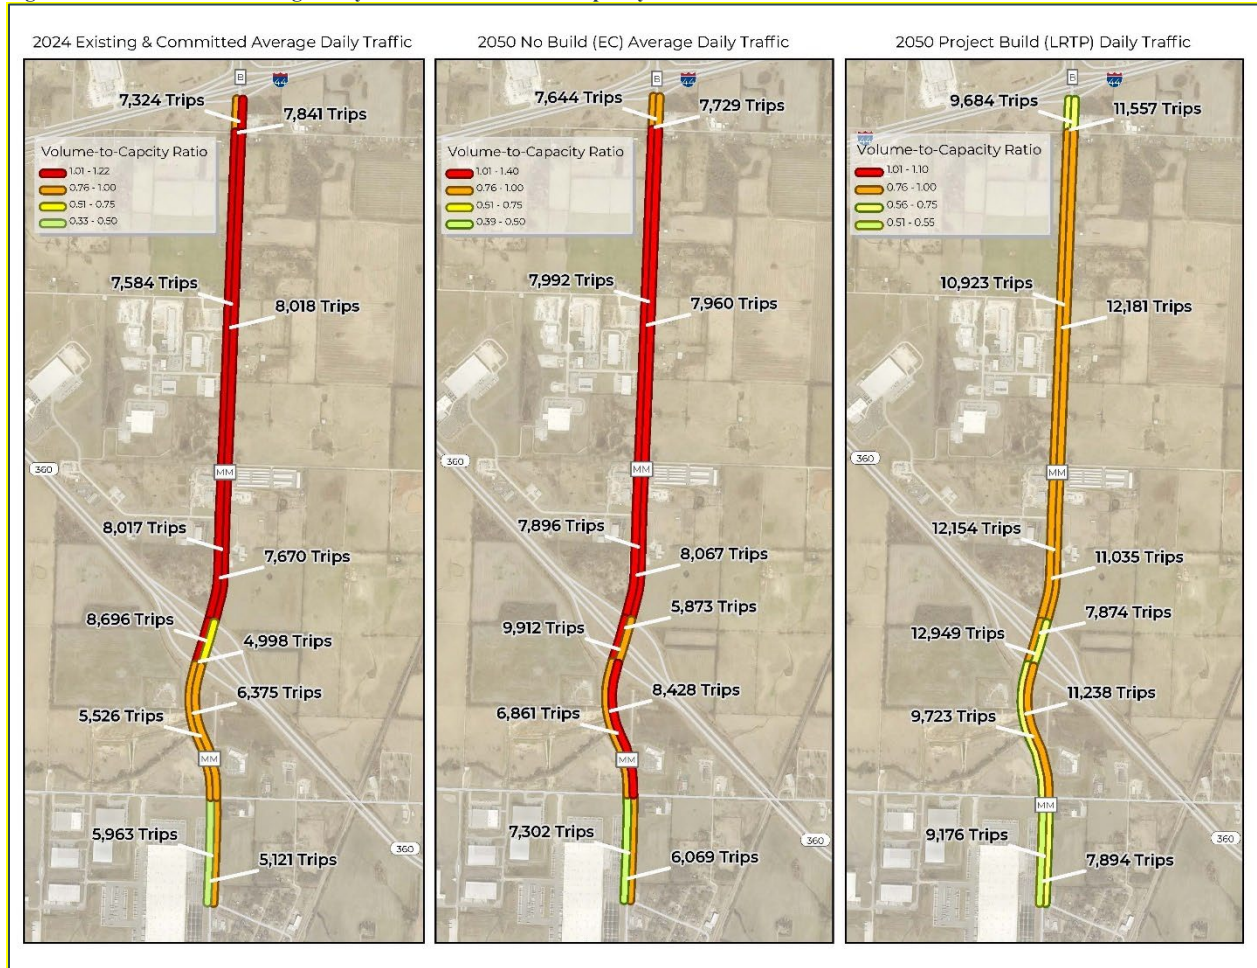 2024 Existing & Committed Average Daily Traffic
B
44
7,324 Trips
7,841 Trips
Volume-to-Capcity Ratio
1.01 - 1.22
0.76 - 1.00
0.51 - 0.75
0.33 - 0.50
7,584 Trips
8,018 Trips
360
MM
8,017 Trips
7,670 Trips
8,696 Trips
4,998 Trips
6,375 Trips
5,526 Trips
MM
5,963 Trips
360
5,121 Trips
2050 No Build (EC) Average Daily Traffic
B
44
7,644 Trips
7,729 Trips
Volume-to-Capcity Ratio
1.01 - 1.40
0.76 - 1.00
0.51 - 0.75
0.39 - 0.50
7,992 Trips
7,960 Trips
360
MM
7,896 Trips
8,067 Trips
5,873 Trips
9,912 Trips
8,428 Trips
6,861 Trips
MM
7,302 Trips
360
6,069 Trips
2050 Project Build (LRTP) Daily Traffic
B
44
9,684 Trips
11,557 Trips
Volume-to-Capacity Ratio
1.01 - 1.10
0.76 - 1.00
0.56 - 0.75
0.51 - 0.55
10,923 Trips
12,181 Trips
360
MM
12,154 Trips
11,035 Trips
7,874 Trips
12,949 Trips
11,238 Trips
9,723 Trips
MM
9,176 Trips
360
7,894 Trips